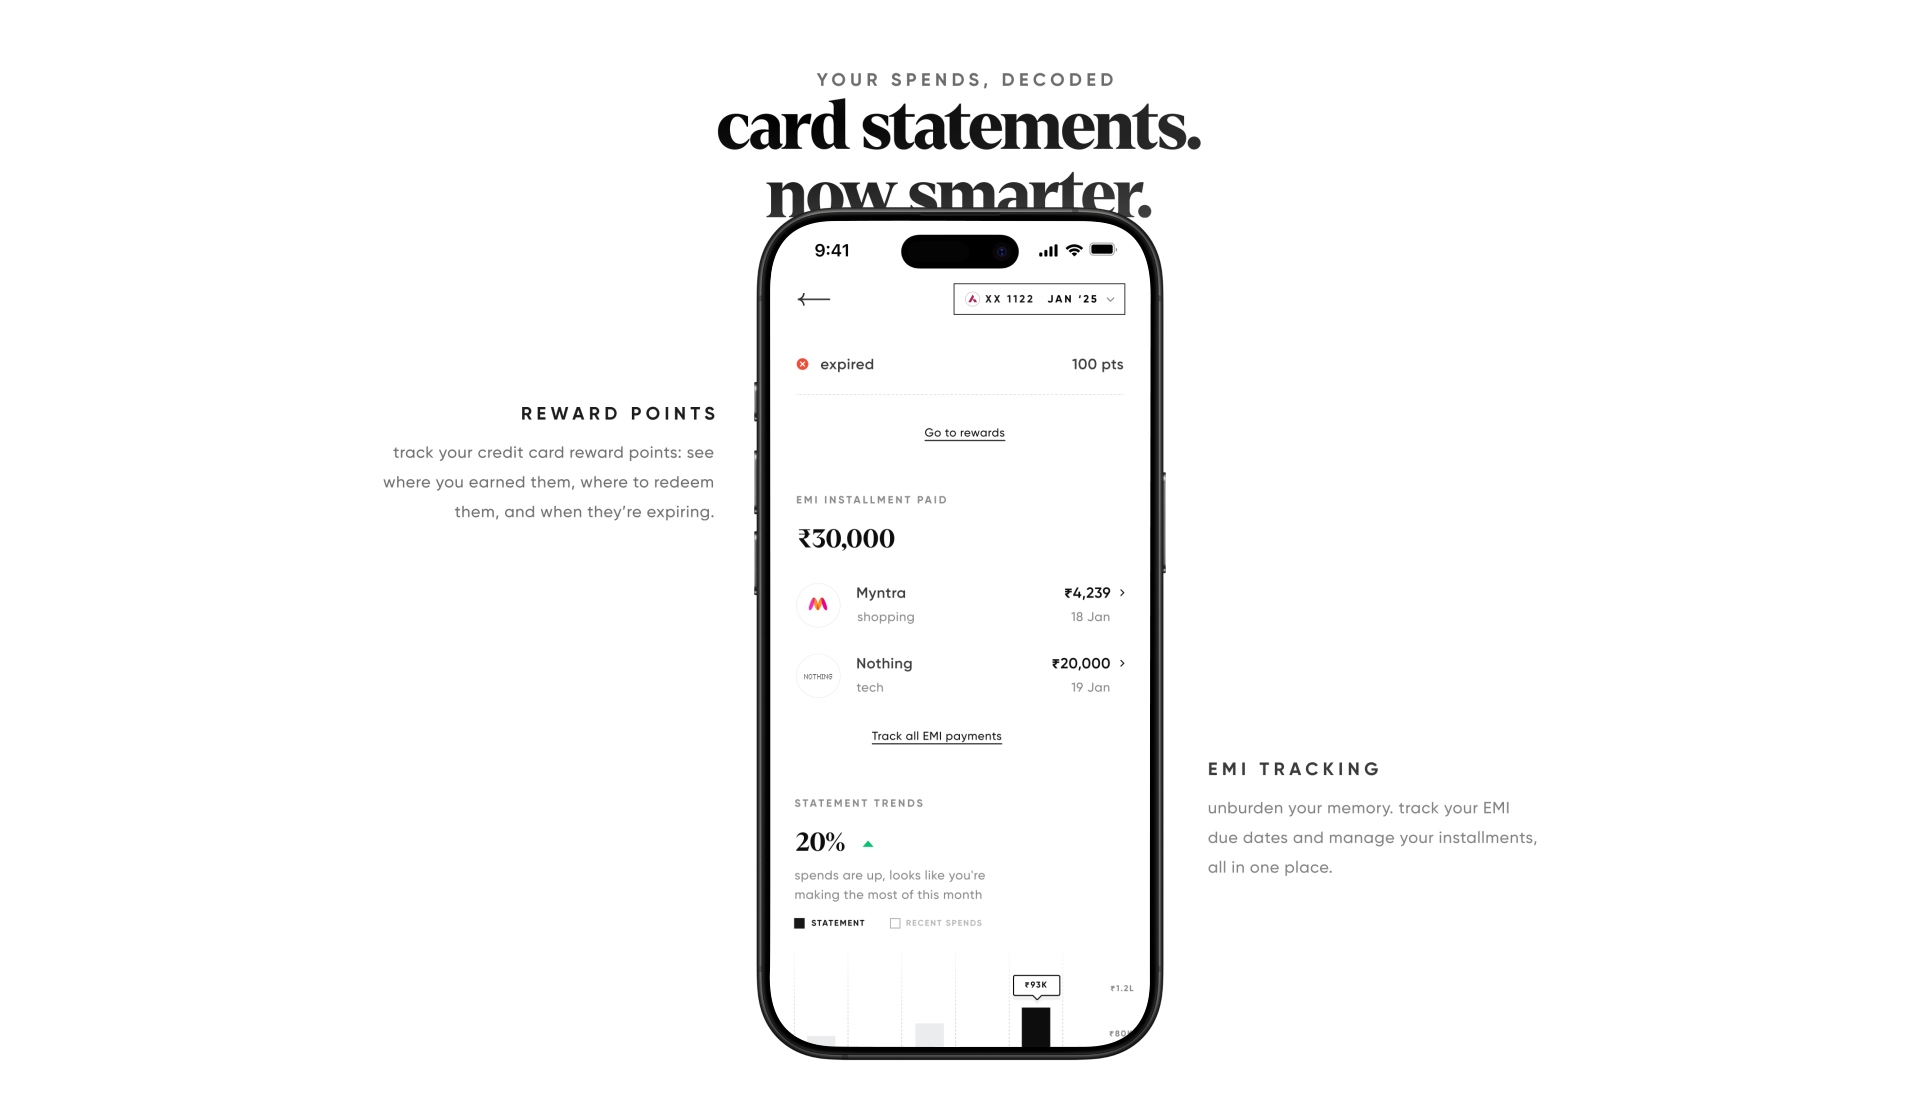 YOUR SPENDS, DECODED
card statements.
now smarter.
9:41
XX 1122 JAN '25
expired 100 pts
Go to rewards
REWARD POINTS
track your credit card reward points: see
where you earned them, where to redeem
them, and when they’re expiring.
EMI INSTALLMENT PAID
₹30,000
Myntra ₹4,239
shopping 18 Jan
NOTHING
Nothing ₹20,000
tech 19 Jan
Track all EMI payments
STATEMENT TRENDS
20%
spends are up, looks like you're
making the most of this month
STATEMENT RECENT SPENDS
₹93K
₹1.2L
EMI TRACKING
unburden your memory. track your EMI
due dates and manage your installments,
all in one place.